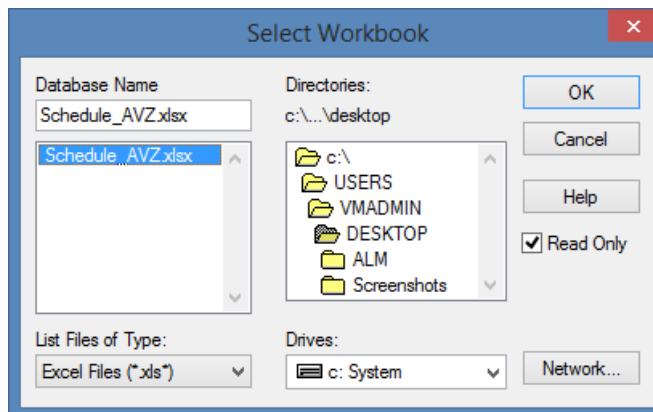 Select Workbook
Database Name
Schedule_AVZ.xlsx
Schedule_AVZ.xlsx
List Files of Type:
Excel Files (*.xls*)
Directories:
c:\...\desktop
c:\
USERS
VMADMIN
DESKTOP
ALM
Screenshots
Drives:
c: System
OK
Cancel
Help
Read Only
Network...